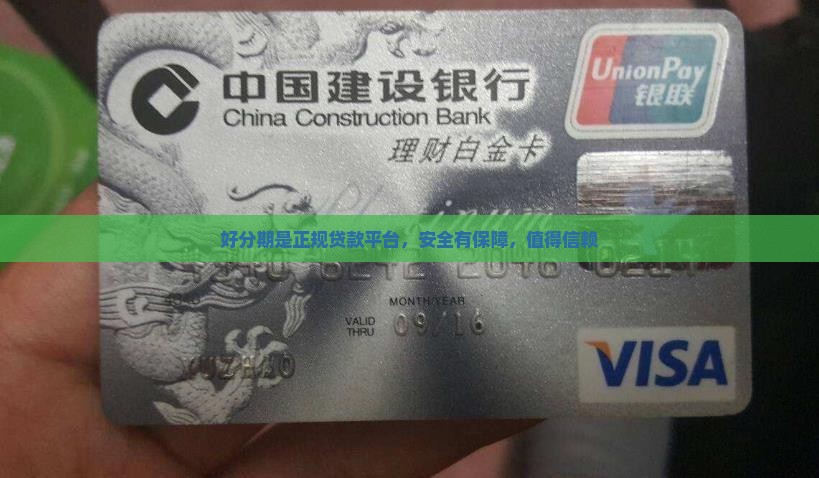 中国建设银行
China Construction Bank
UnionPay
银联
理财白金卡
好分期是正规贷款平台，安全有保障，值得信赖
MONTH/YEAR
VALID
THRU
09/16
VISA